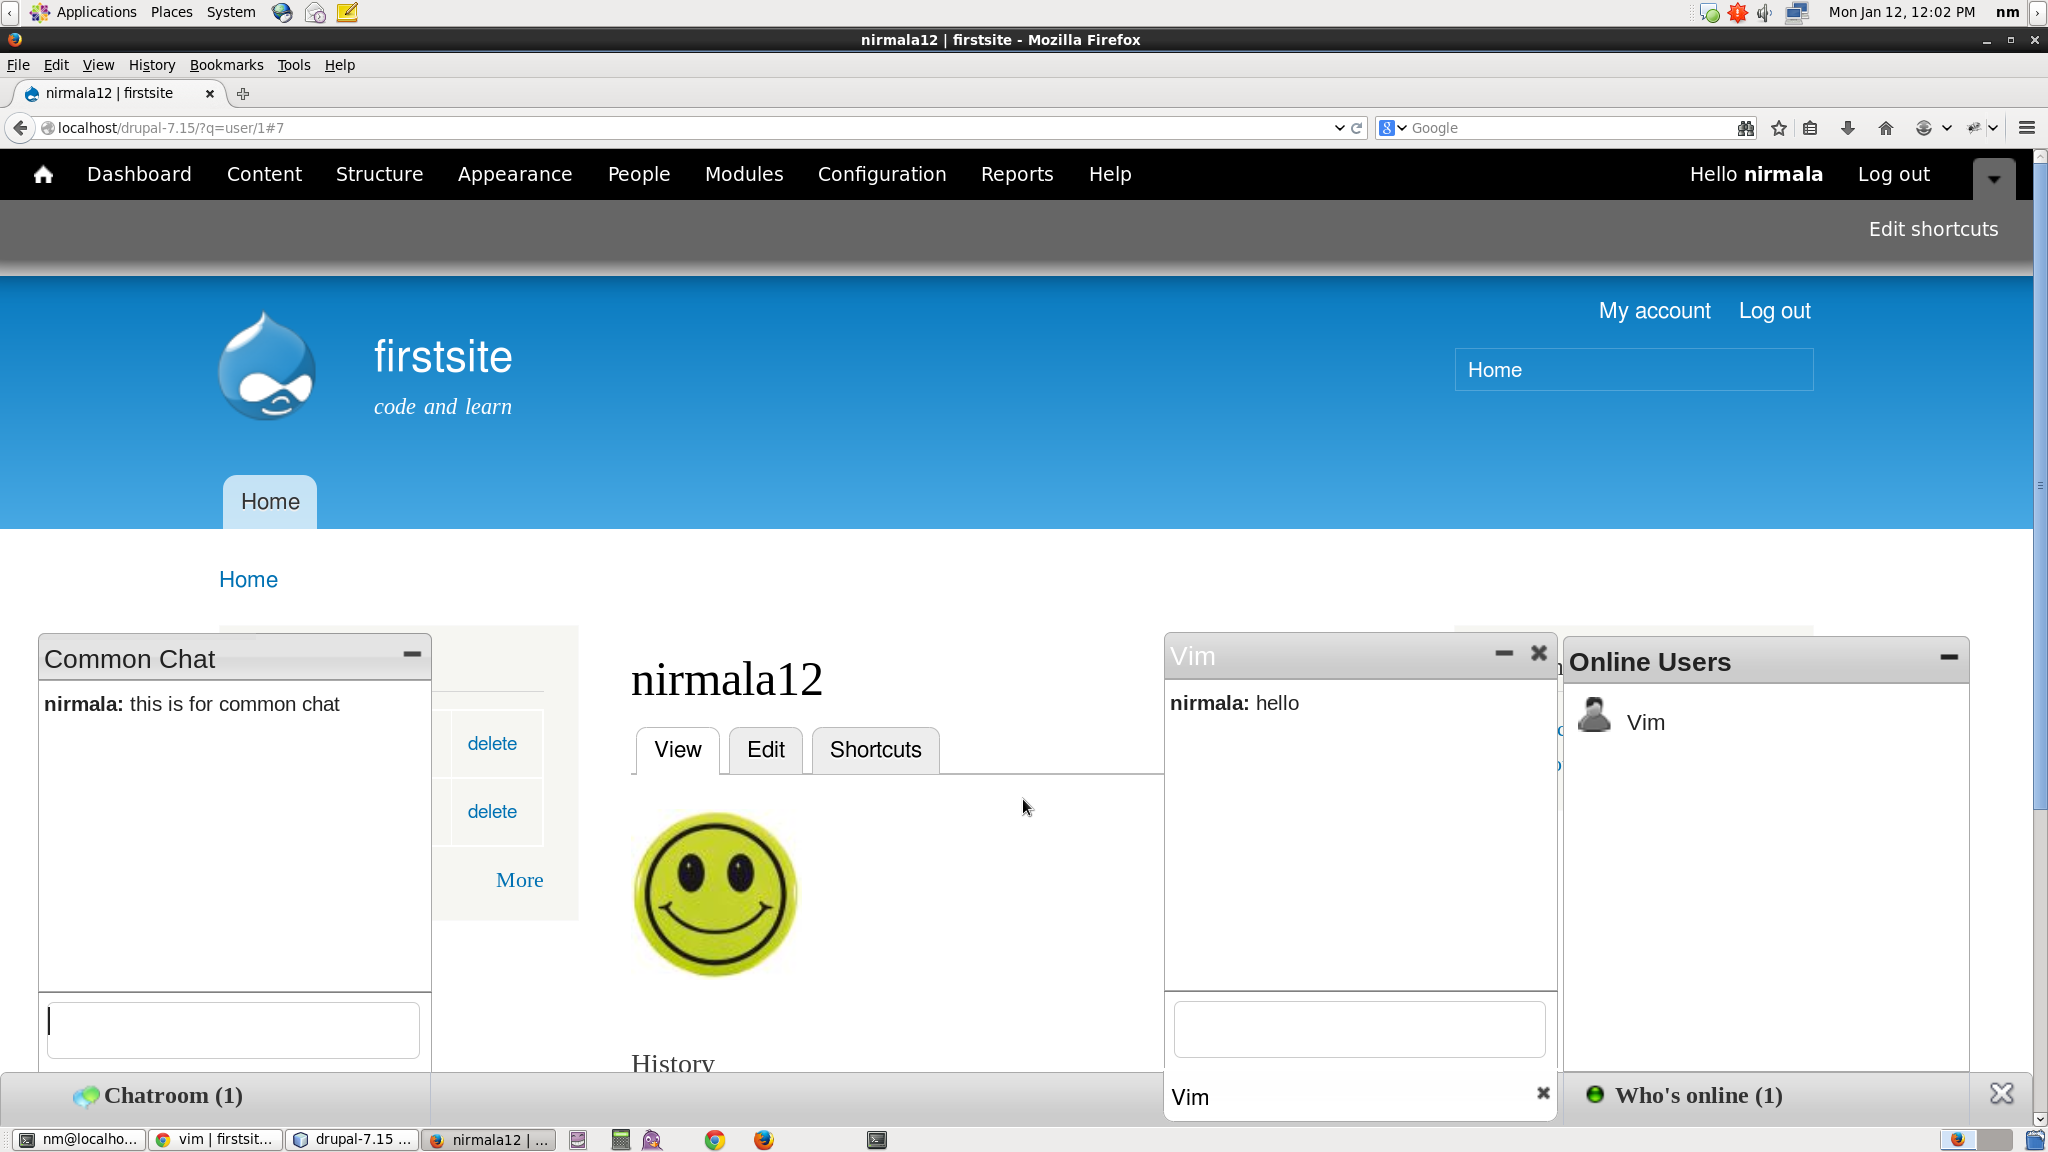 Applications Places System Mon Jan 12, 12:02 PM nm
nirmala12 | firstsite - Mozilla Firefox
File Edit View History Bookmarks Tools Help
nirmala12 | firstsite
localhost/drupal-7.15/?q=user/1#7 Google
Dashboard Content Structure Appearance People Modules Configuration Reports Help Hello nirmala Log out
Edit shortcuts
My account Log out
firstsite
Home
code and learn
Home
Home
Common Chat
nirmala: this is for common chat
delete
delete
More
nirmala12
View Edit Shortcuts
History
Vim
nirmala: hello
Online Users
Vim
Chatroom (1) Vim Who's online (1)
nm@localho... vim | firstsit... drupal-7.15 ... nirmala12 | ...